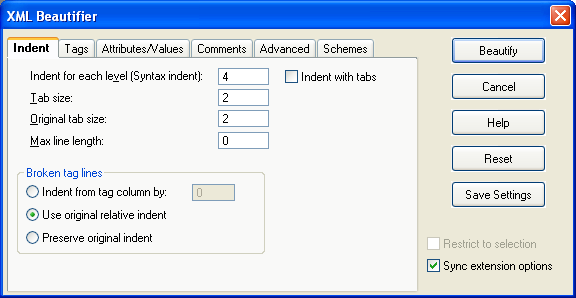 XML Beautifier
Indent Tags Attributes/Values Comments Advanced Schemes
Indent for each level (Syntax indent): 4 Indent with tabs
Tab size: 2
Original tab size: 2
Max line length: 0
Broken tag lines
Indent from tag column by: 0
Use original relative indent
Preserve original indent
Beautify
Cancel
Help
Reset
Save Settings
Restrict to selection
Sync extension options